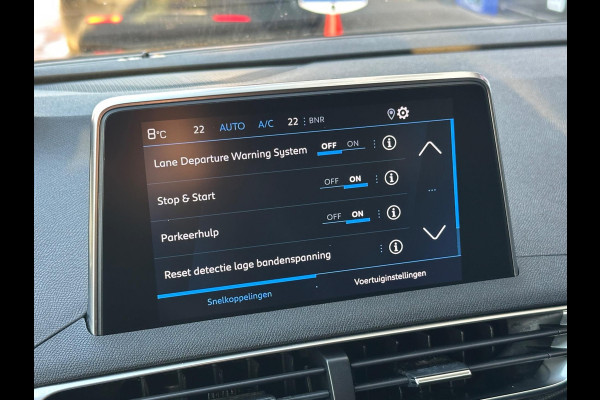 8°C 22 AUTO A/C 22 BNR
Lane Departure Warning System OFF ON
Stop & Start OFF ON
Parkeerhulp OFF ON
Reset detectie lage bandenspanning
Snelkoppelingen Voertuiginstellingen